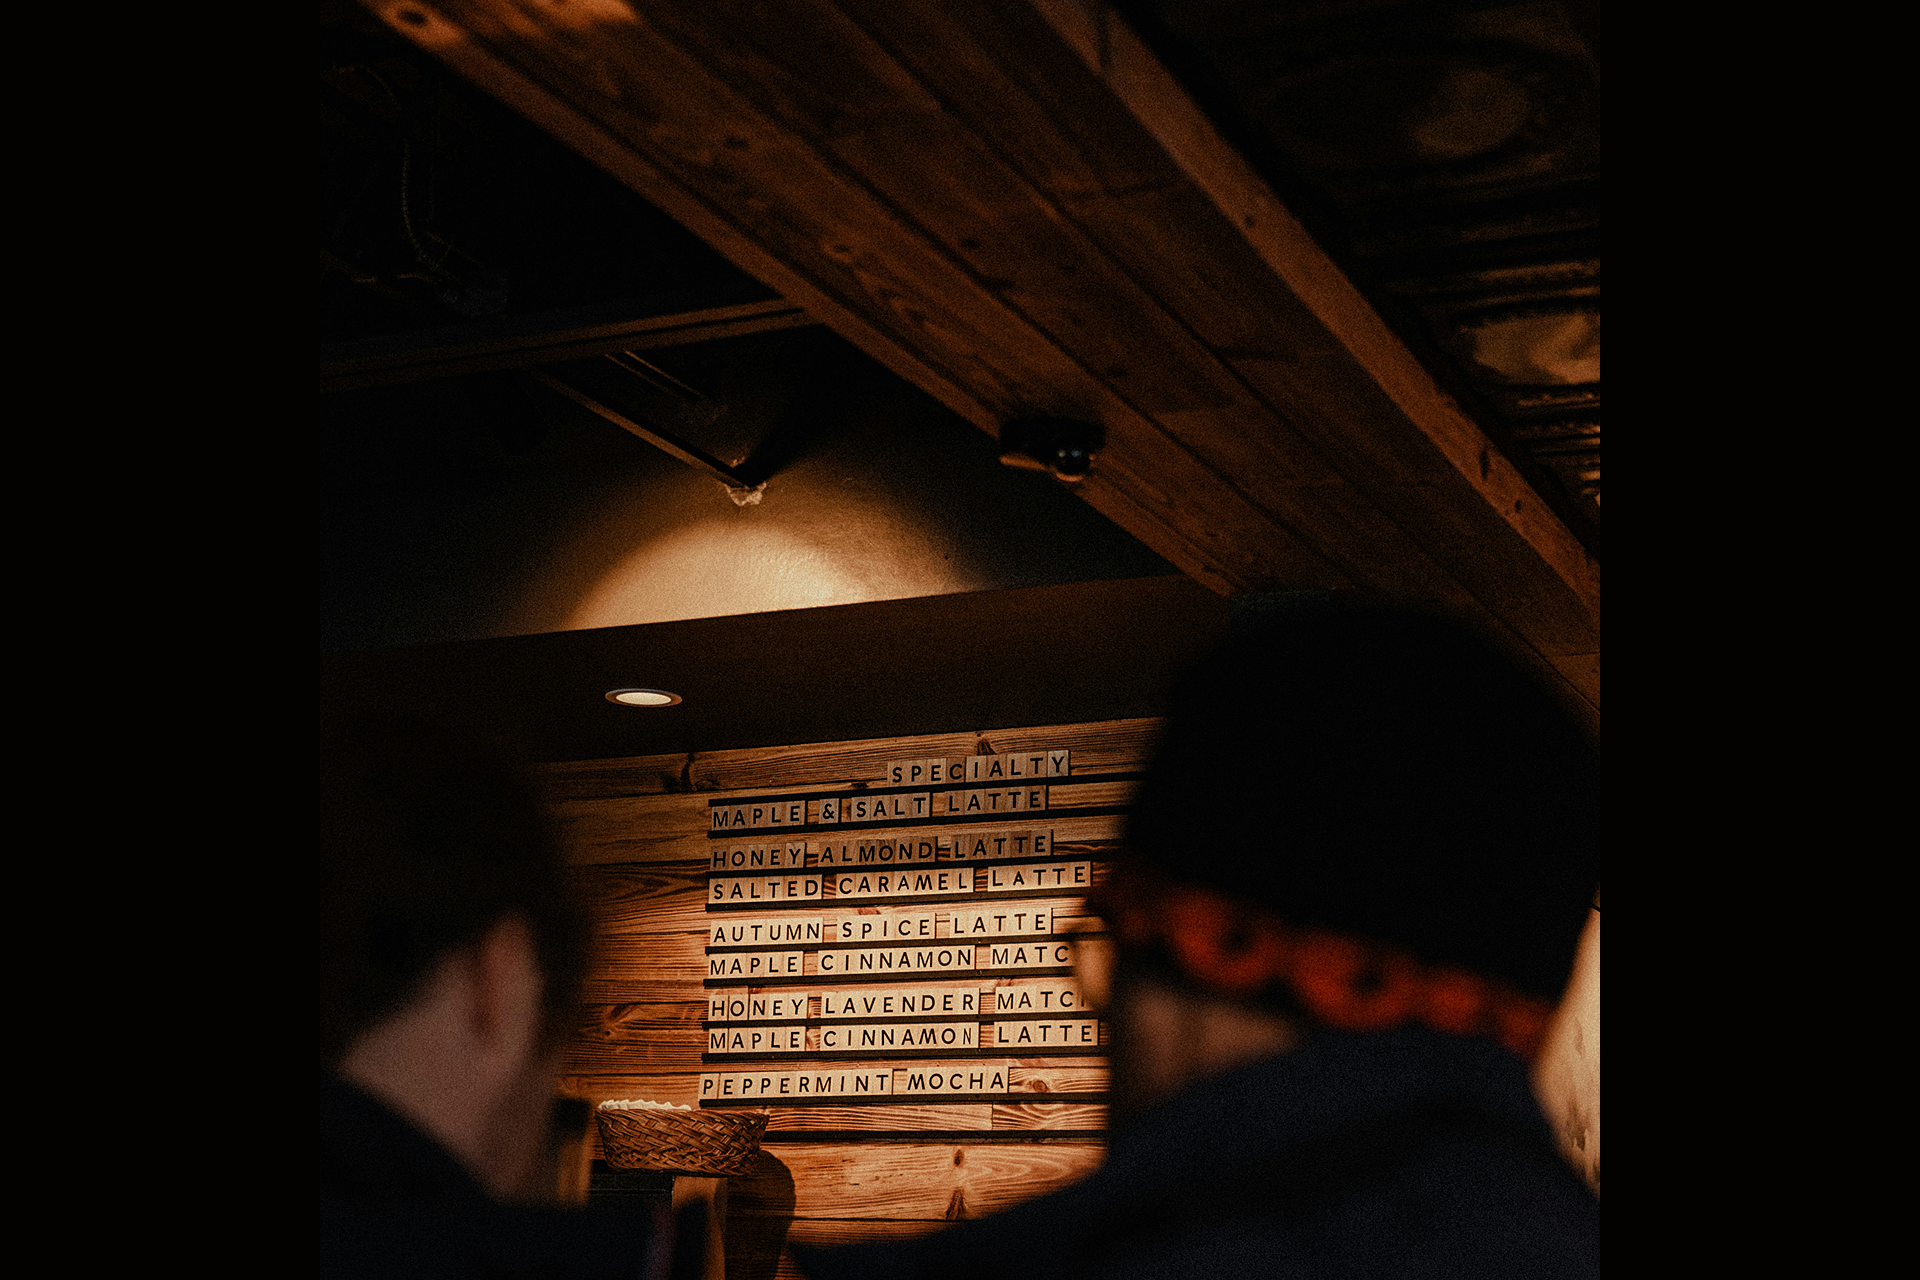 SPECIALTY
MAPLE & SALT LATTE
HONEY ALMOND LATTE
SALTED CARAMEL LATTE
AUTUMN SPICE LATTE
MAPLE CINNAMON MATC
HONEY LAVENDER MATC
MAPLE CINNAMON LATTE
PEPPERMINT MOCHA